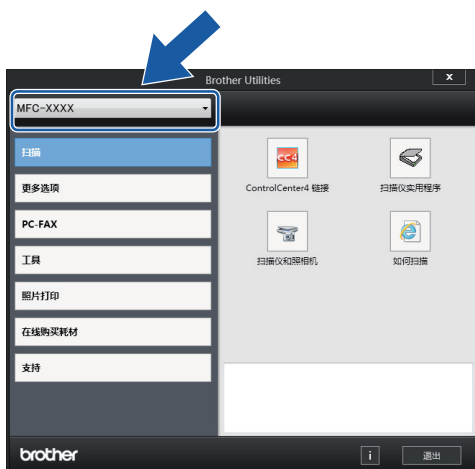 Brother Utilities
X
MFC-XXXX
扫描
更多选项
PC-FAX
工具
照片打印
在线购买耗材
支持
CC4
ControlCenter4 链接
扫描仪实用程序
扫描仪和照相机
如何扫描
brother
i
退出